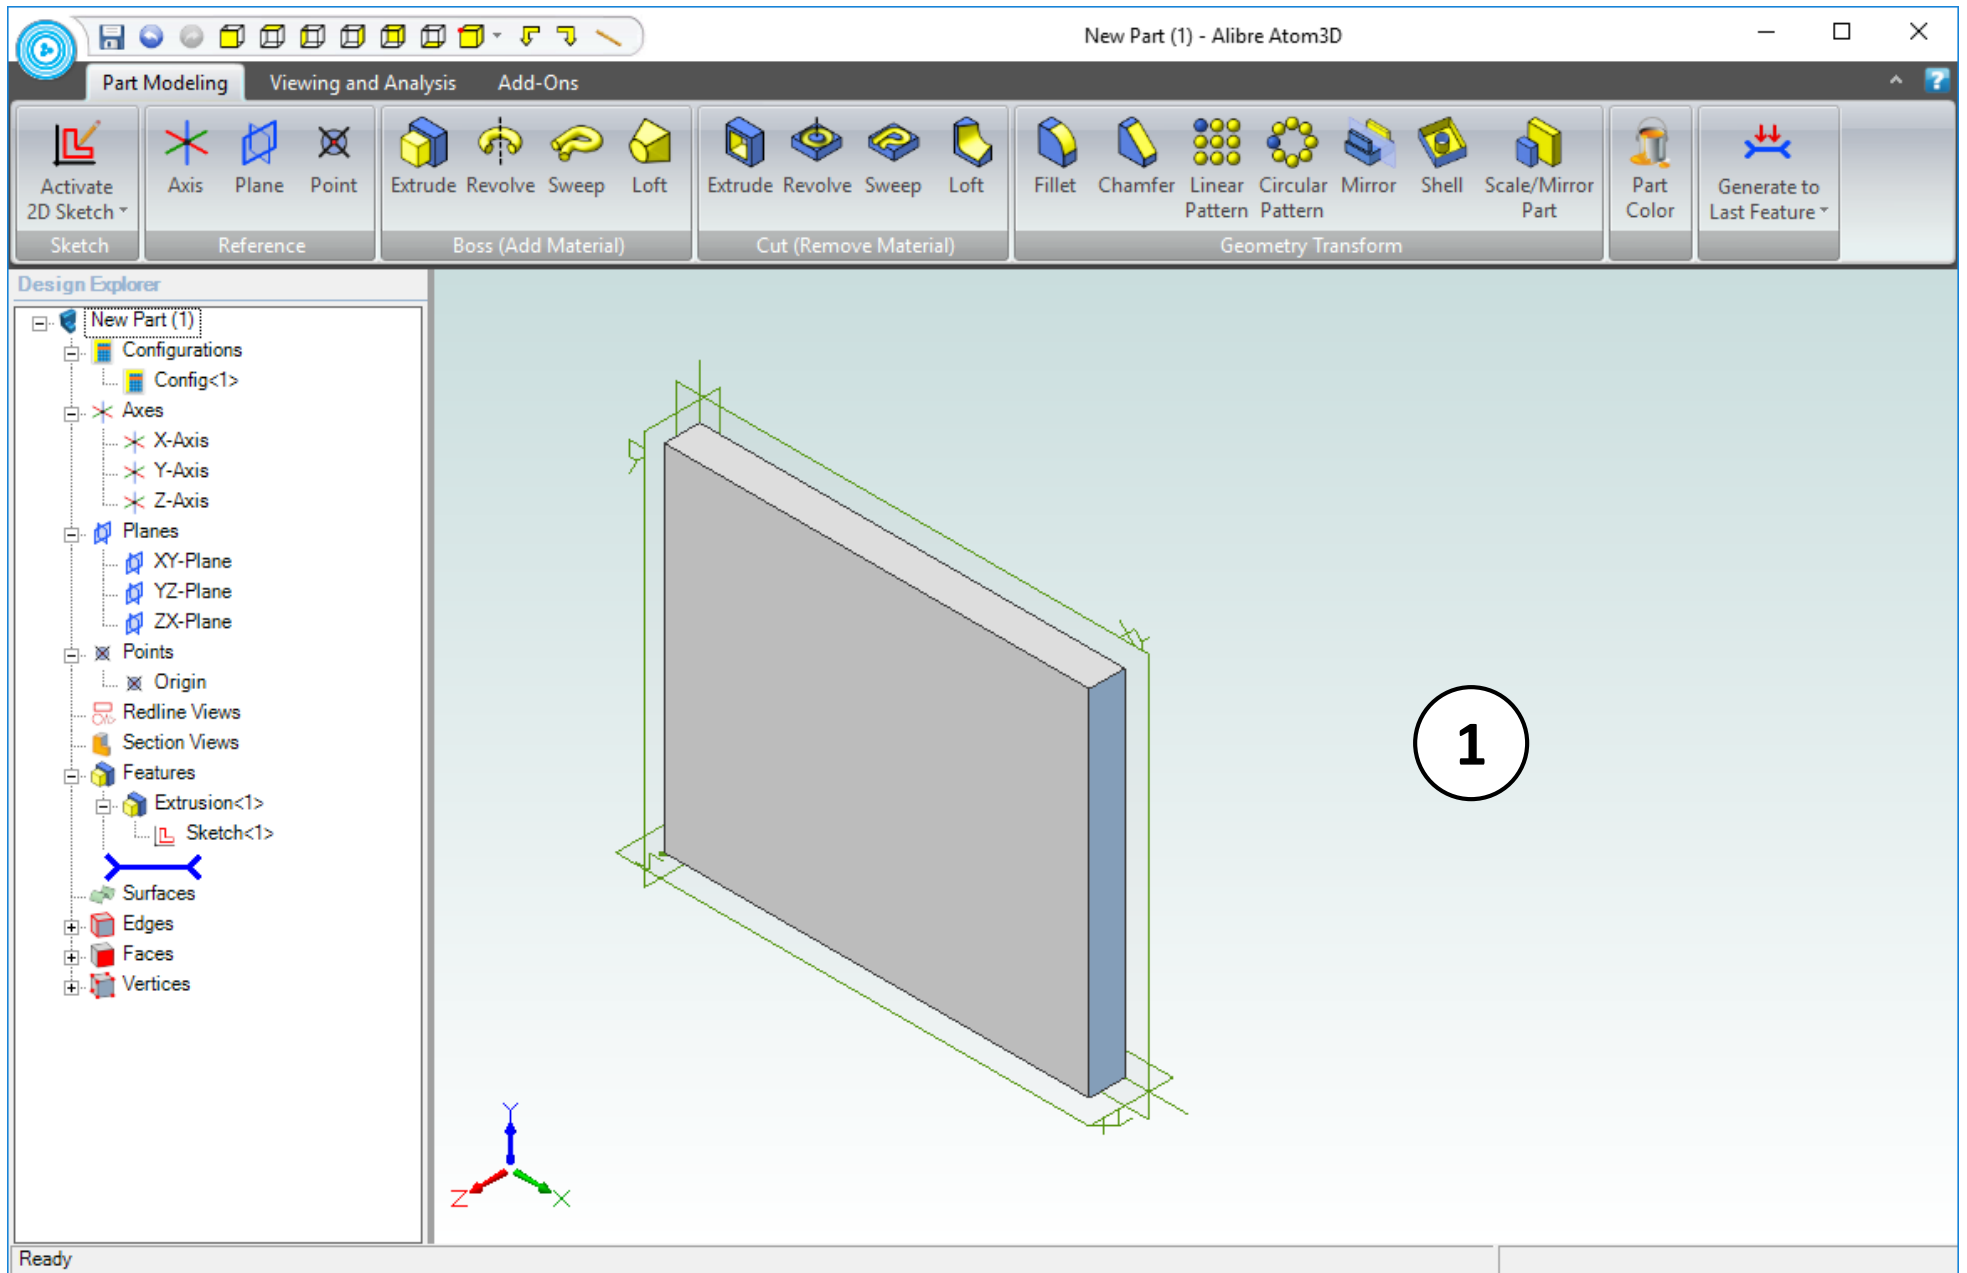 New Part (1) - Alibre Atom3D
Part Modeling Viewing and Analysis Add-Ons
Activate
2D Sketch
Sketch
Axis Plane Point
Reference
Extrude Revolve Sweep Loft
Boss (Add Material)
Extrude Revolve Sweep Loft
Cut (Remove Material)
Fillet Chamfer Linear Pattern Circular Pattern Mirror Shell Scale/Mirror Part
Geometry Transform
Part
Color
Generate to
Last Feature
Design Explorer
New Part (1)
Configurations
Config<1>
Axes
X-Axis
Y-Axis
Z-Axis
Planes
XY-Plane
YZ-Plane
ZX-Plane
Points
Origin
Redline Views
Section Views
Features
Extrusion<1>
Sketch<1>
Surfaces
Edges
Faces
Vertices
1
Y
Z X
Ready